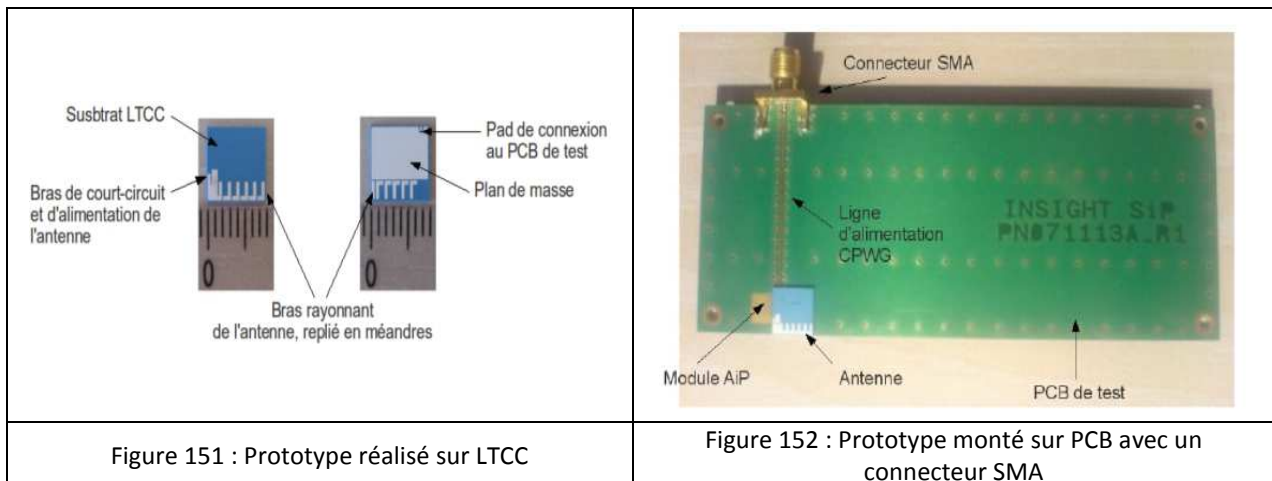 Susbtrat LTCC
Bras de court-circuit
et d'alimentation de
l'antenne
Pad de connexion
au PCB de test
Plan de masse
0
0
Bras rayonnant
de l'antenne, replié en méandres
Figure 151 : Prototype réalisé sur LTCC
Connecteur SMA
Ligne
d'alimentation
CPWG
INSIGHT SiP
PN071113A_R1
Module AiP
Antenne
PCB de test
Figure 152 : Prototype monté sur PCB avec un
connecteur SMA